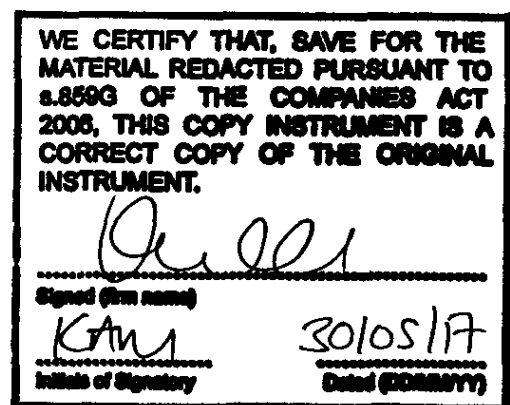 WE CERTIFY THAT, SAVE FOR THE
MATERIAL REDACTED PURSUANT TO
s.859G OF THE COMPANIES ACT
2006, THIS COPY INSTRUMENT IS A
CORRECT COPY OF THE ORIGINAL
INSTRUMENT.
Signed (firm name)
30/05/17
Initials of Signatory Dated (DD/MM/YY)